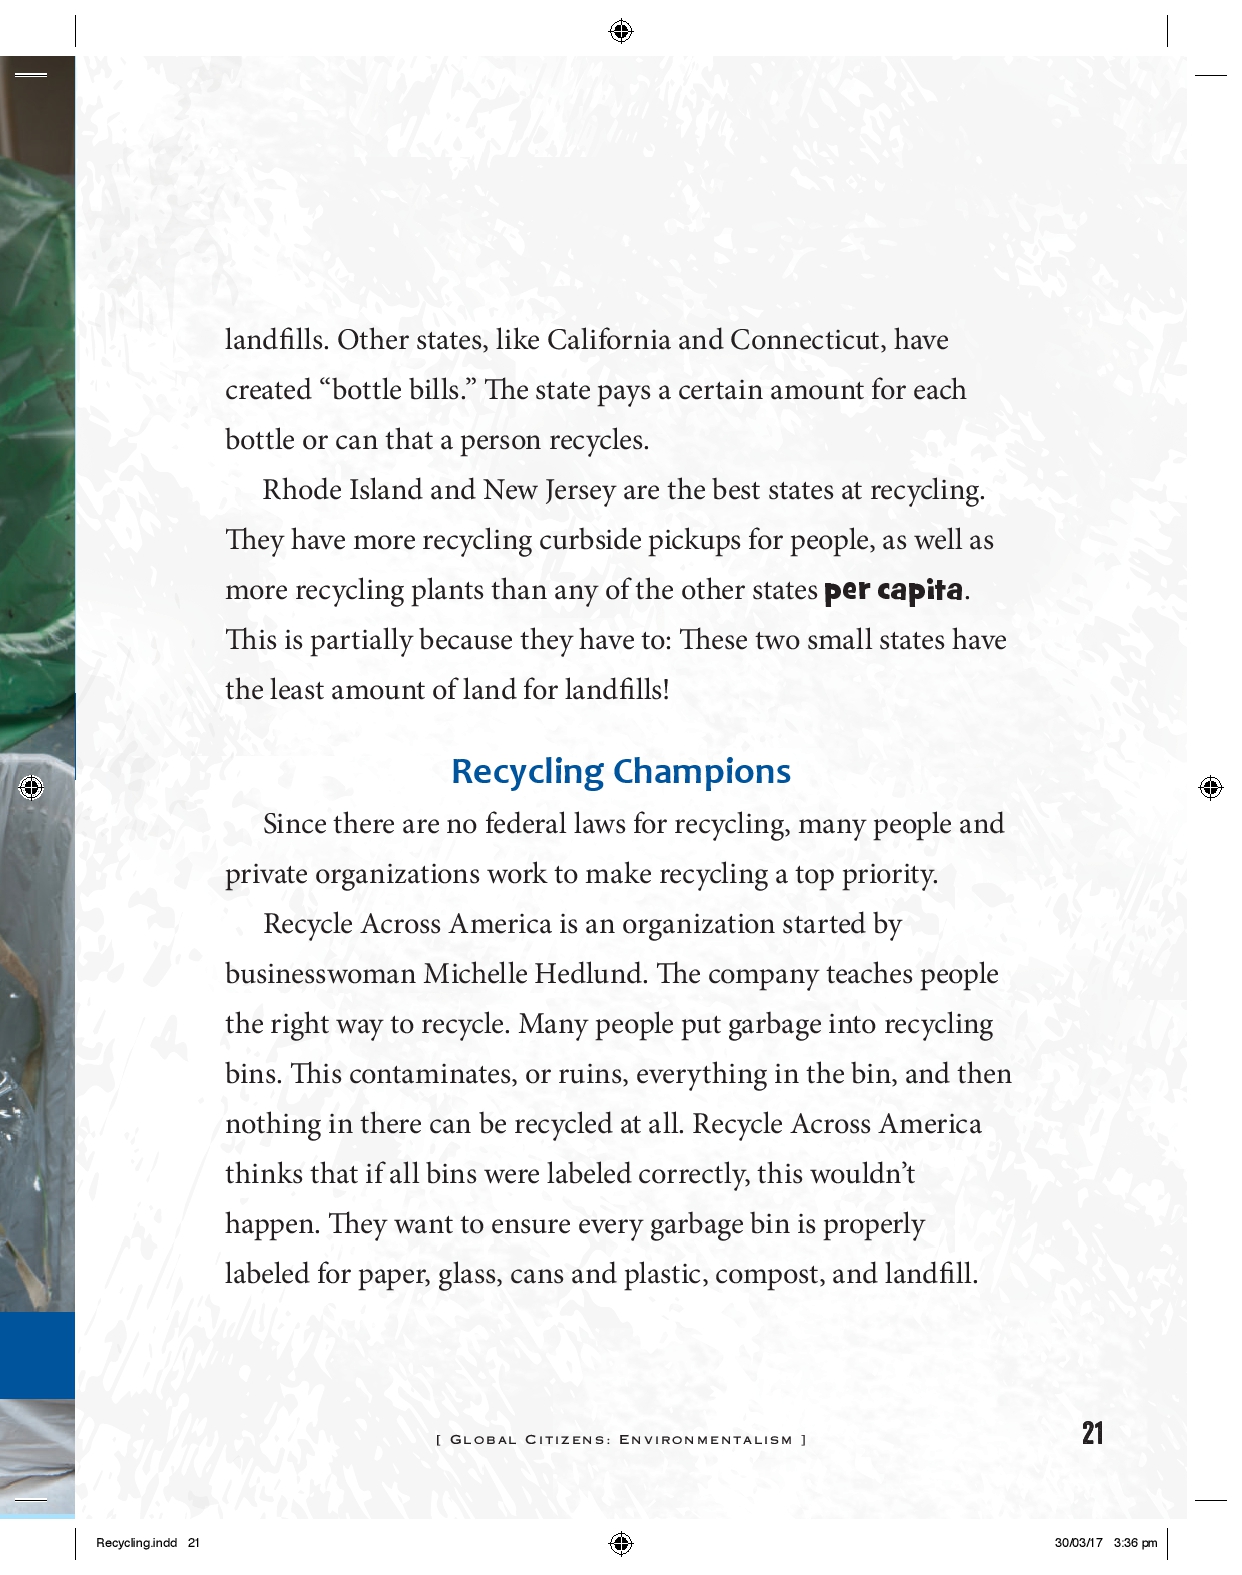 landfills. Other states, like California and Connecticut, have
created “bottle bills.” The state pays a certain amount for each
bottle or can that a person recycles.
Rhode Island and New Jersey are the best states at recycling.
They have more recycling curbside pickups for people, as well as
more recycling plants than any of the other states per capita.
This is partially because they have to: These two small states have
the least amount of land for landfills!
Recycling Champions
Since there are no federal laws for recycling, many people and
private organizations work to make recycling a top priority.
Recycle Across America is an organization started by
businesswoman Michelle Hedlund. The company teaches people
the right way to recycle. Many people put garbage into recycling
bins. This contaminates, or ruins, everything in the bin, and then
nothing in there can be recycled at all. Recycle Across America
thinks that if all bins were labeled correctly, this wouldn’t
happen. They want to ensure every garbage bin is properly
labeled for paper, glass, cans and plastic, compost, and landfill.
[ Global Citizens: Environmentalism ]
21
Recycling.indd 21
30/03/17 3:36 pm